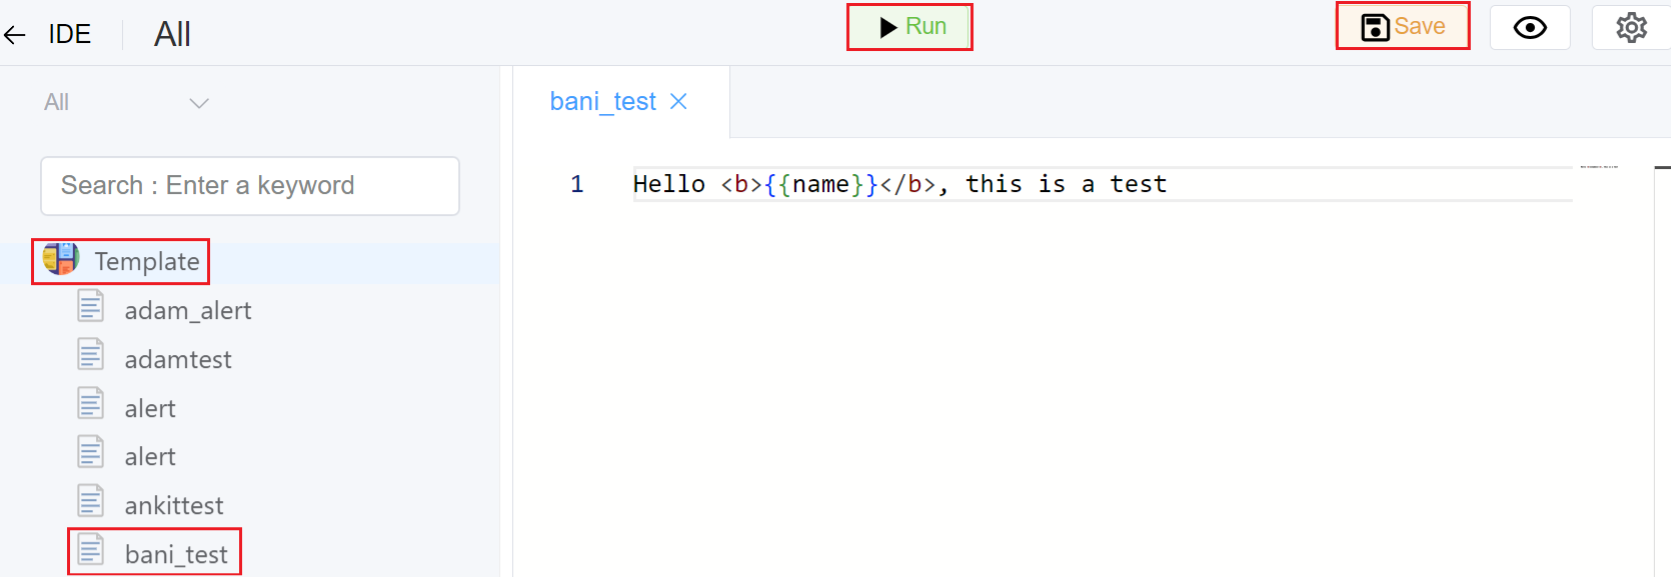 IDE All Run Save
All
bani_test
Search : Enter a keyword
1 Hello <b>{{name}}</b>, this is a test
Template
adam_alert
adamtest
alert
alert
ankittest
bani_test